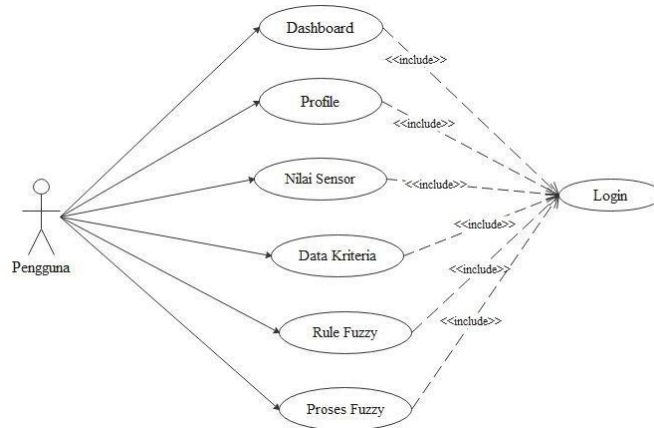 Dashboard
<<include>>
Profile
<<include>>
Nilai Sensor
<<include>>
Login
<<include>>
Data Kriteria
Pengguna
<<include>>
Rule Fuzzy
<<include>>
Proses Fuzzy